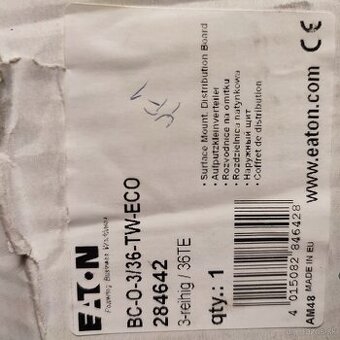 EATON
Powering Business Worldwide
BC-O-3/36-TW-ECO
284642
3-reihig / 36TE
qty.: 1
• Surface Mount. Distribution Board
• Aufputzkleinverteiler
• Rozvodnice na omítku
• Rozdzielnica natynkowa
• Наружный щит
• Coffret de distribution
www.eaton.com CE
4 015082 846428
AM48 MADE IN EU